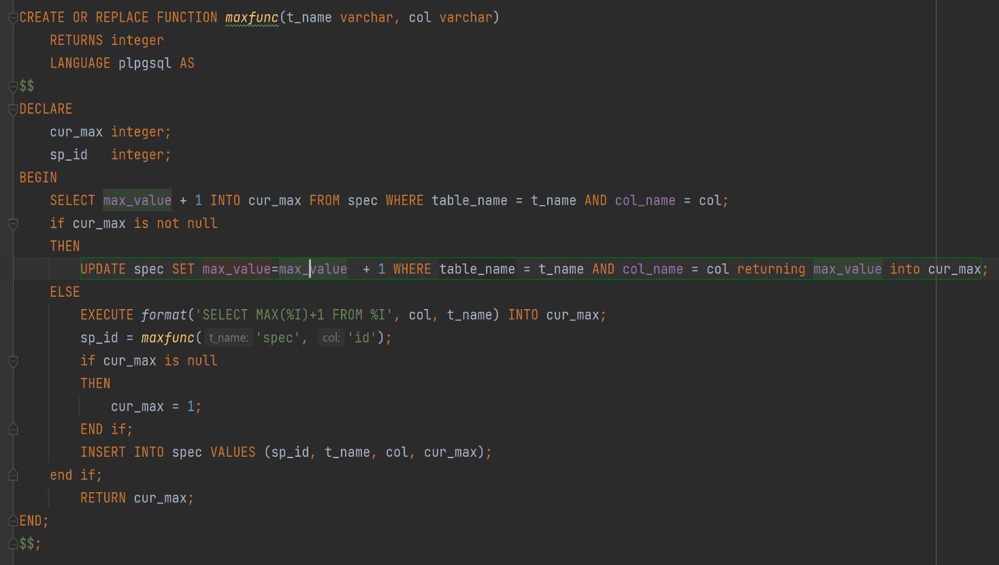 CREATE OR REPLACE FUNCTION maxfunc(t_name varchar, col varchar)
    RETURNS integer
    LANGUAGE plpgsql AS
$$
DECLARE
    cur_max integer;
    sp_id   integer;
BEGIN
    SELECT max_value + 1 INTO cur_max FROM spec WHERE table_name = t_name AND col_name = col;
    if cur_max is not null
    THEN
        UPDATE spec SET max_value=max_value  + 1 WHERE table_name = t_name AND col_name = col returning max_value into cur_max;
    ELSE
        EXECUTE format('SELECT MAX(%I)+1 FROM %I', col, t_name) INTO cur_max;
        sp_id = maxfunc( t_name: 'spec', col: 'id');
        if cur_max is null
        THEN
            cur_max = 1;
        END if;
        INSERT INTO spec VALUES (sp_id, t_name, col, cur_max);
    end if;
        RETURN cur_max;
END;
$$;